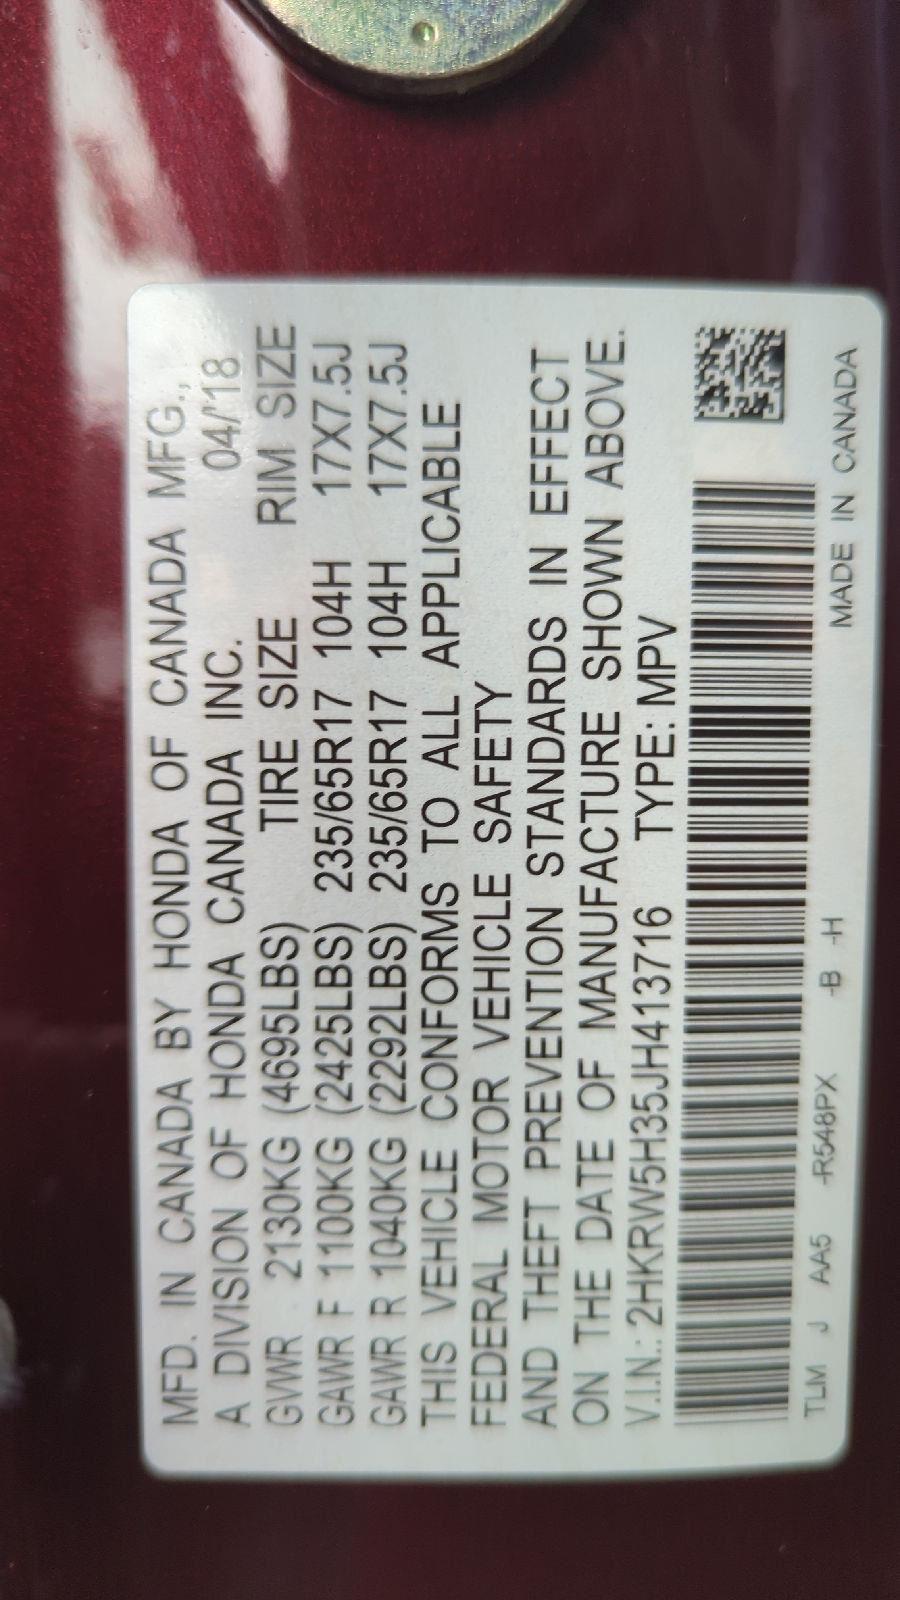 MFD. IN CANADA BY HONDA OF CANADA MFG.,
A DIVISION OF HONDA CANADA INC. 04/'18
GVWR 2130KG (4695LBS) TIRE SIZE RIM SIZE
GAWR F 1100KG (2425LBS) 235/65R17 104H 17X7.5J
GAWR R 1040KG (2292LBS) 235/65R17 104H 17X7.5J
THIS VEHICLE CONFORMS TO ALL APPLICABLE
FEDERAL MOTOR VEHICLE SAFETY
AND THEFT PREVENTION STANDARDS IN EFFECT
ON THE DATE OF MANUFACTURE SHOWN ABOVE.
V.I.N.: 2HKRW5H35JH413716 TYPE: MPV
TLM J AA5 -R548PX -B -H MADE IN CANADA